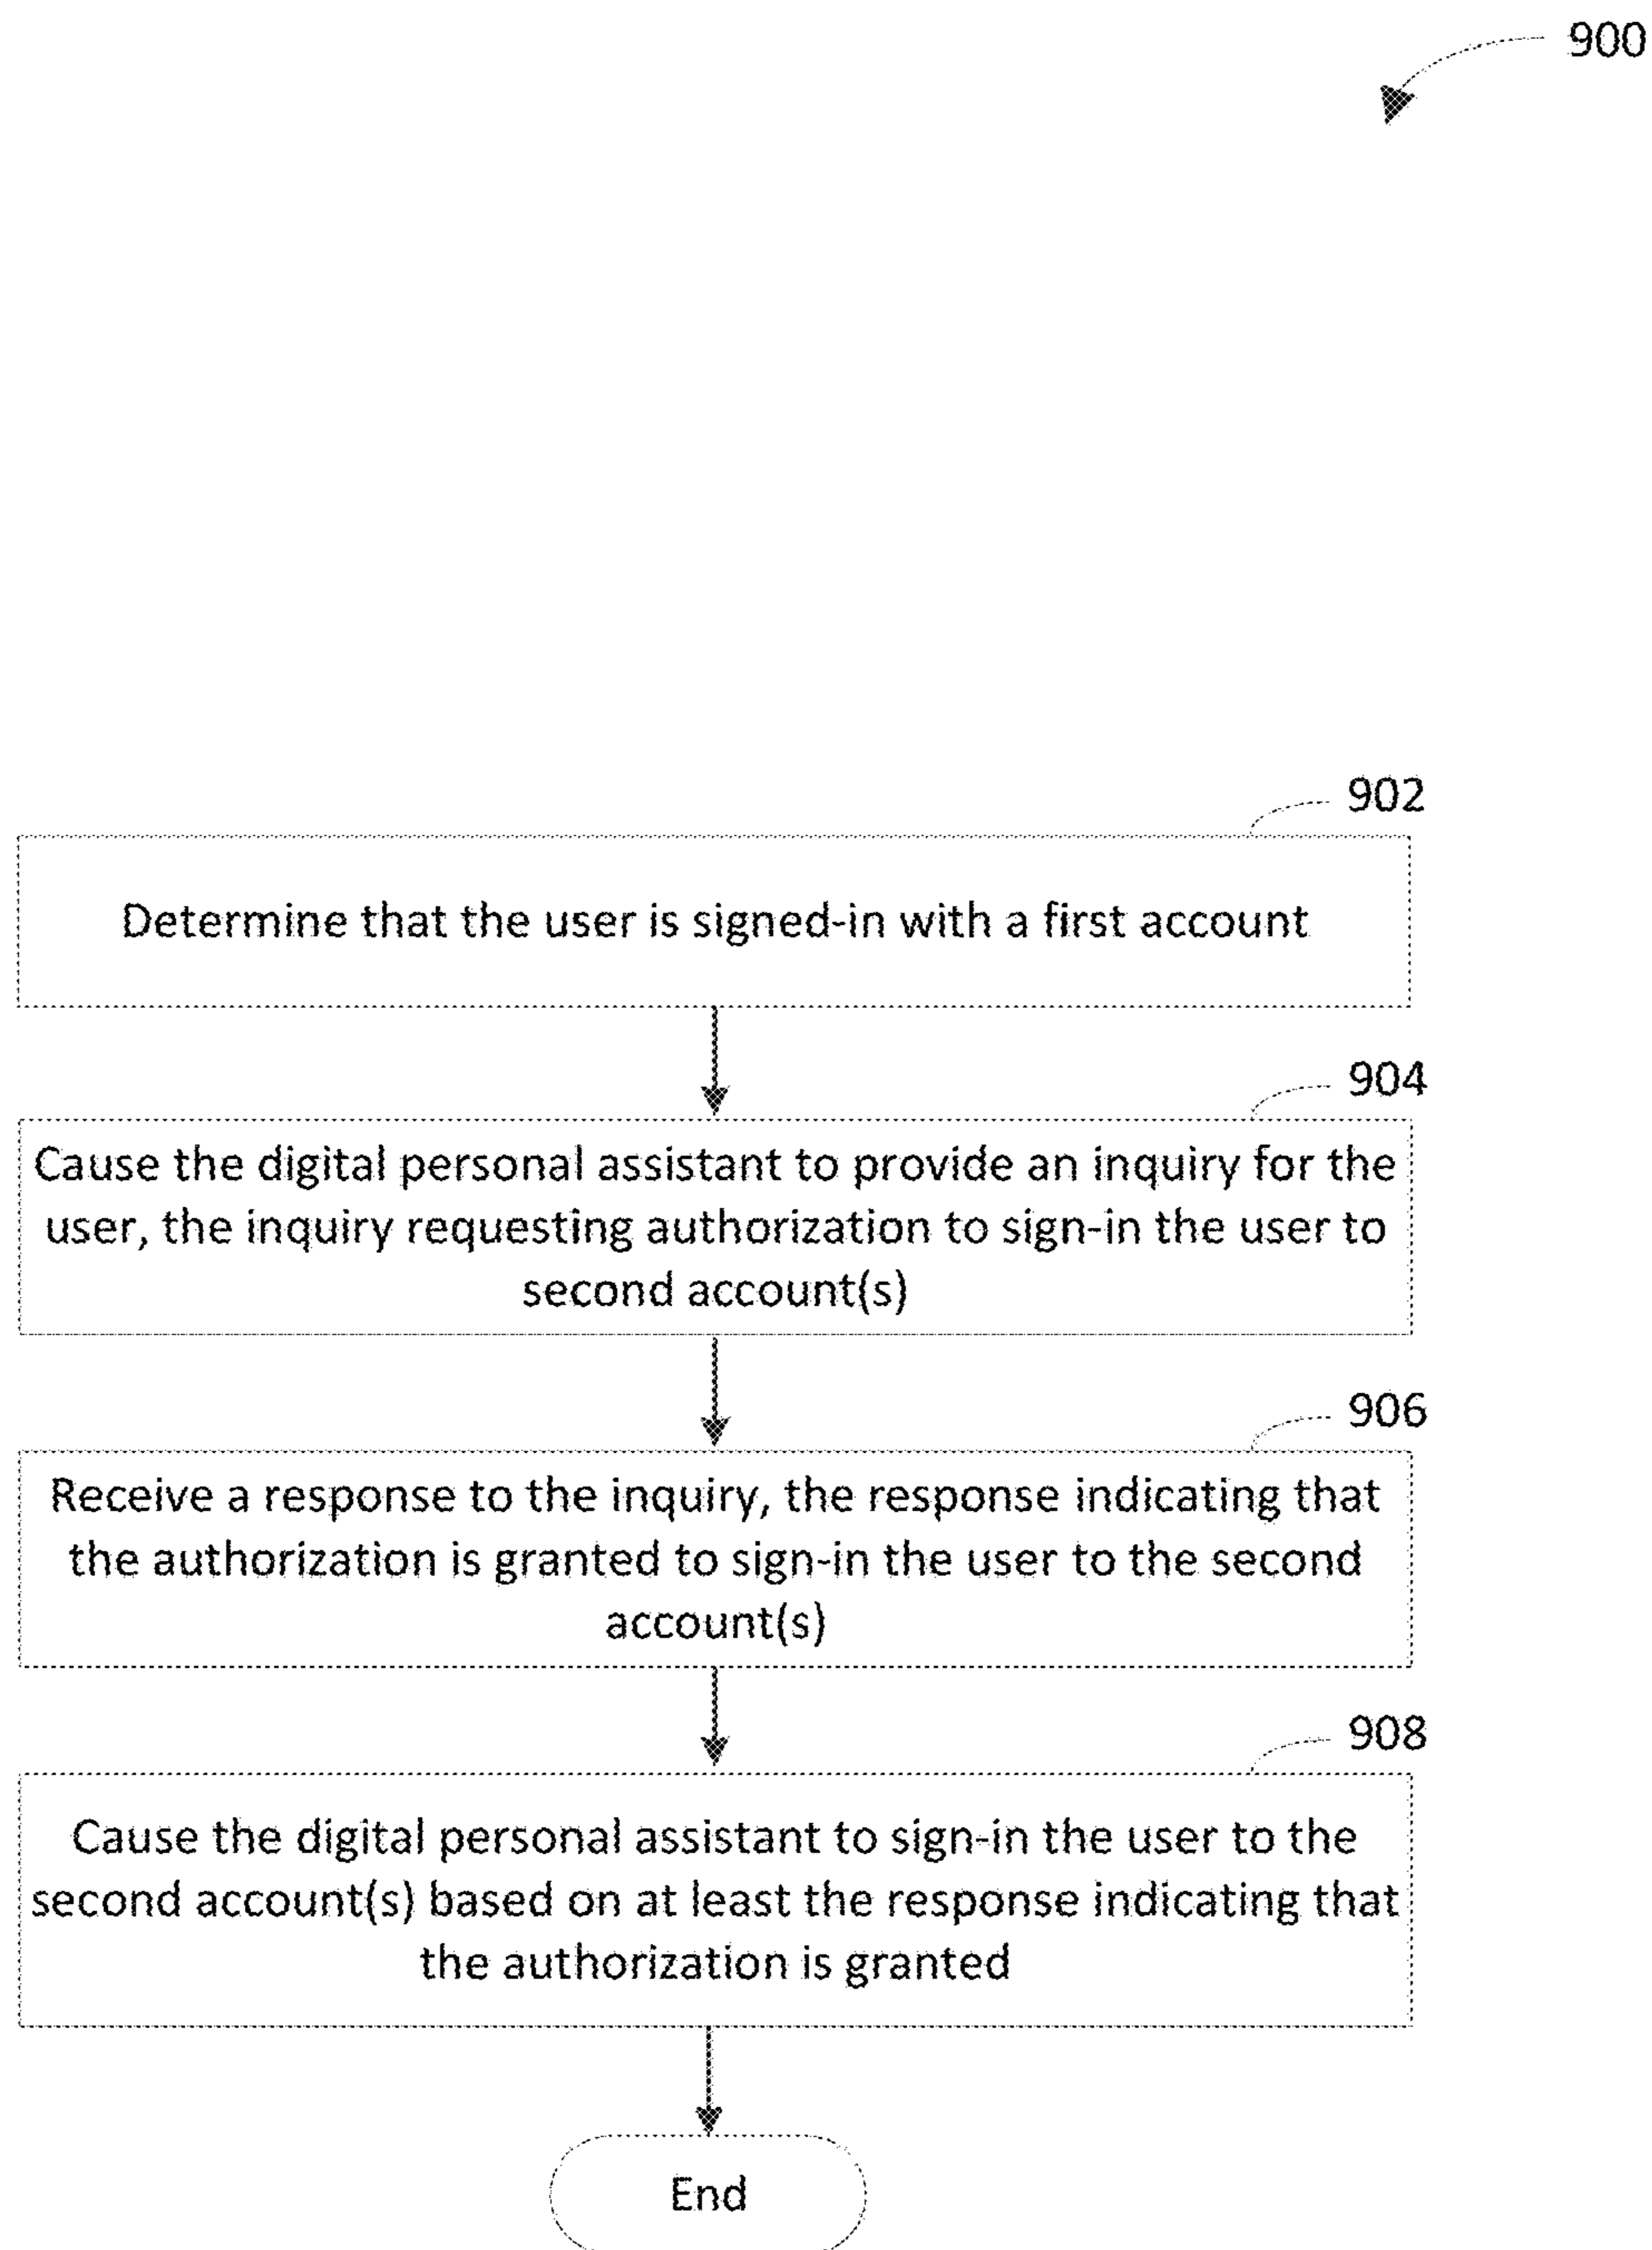 900
902
Determine that the user is signed-in with a first account
904
Cause the digital personal assistant to provide an inquiry for the
user, the inquiry requesting authorization to sign-in the user to
second account(s)
906
Receive a response to the inquiry, the response indicating that
the authorization is granted to sign-in the user to the second
account(s)
908
Cause the digital personal assistant to sign-in the user to the
second account(s) based on at least the response indicating that
the authorization is granted
End